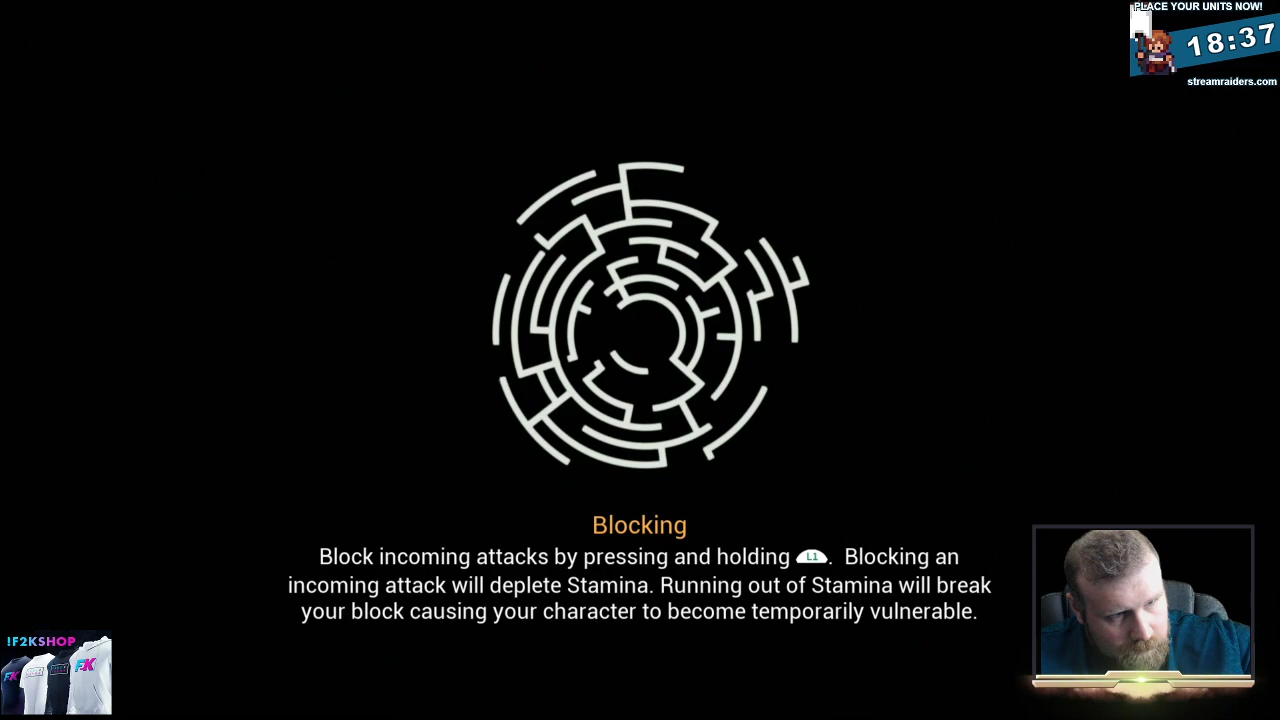 PLACE YOUR UNITS NOW!
18:37
streamraiders.com
Blocking
Block incoming attacks by pressing and holding L1. Blocking an
incoming attack will deplete Stamina. Running out of Stamina will break
your block causing your character to become temporarily vulnerable.
!F2KSHOP
FK
FK